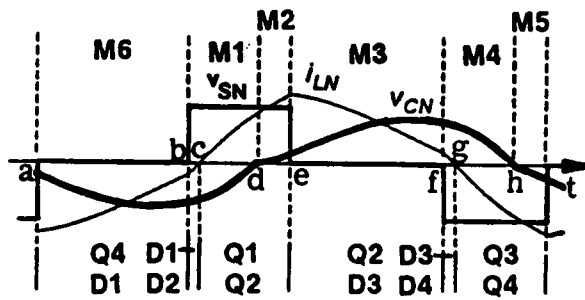 M2 M5
M6 M1 M3 M4
vSN iLN vCN
a b c d e f g h t
Q4 D1 Q1 Q2 D3 Q3
D1 D2 Q2 D3 D4 Q4